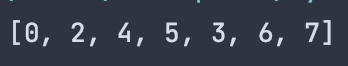 [0, 2, 4, 5, 3, 6, 7]